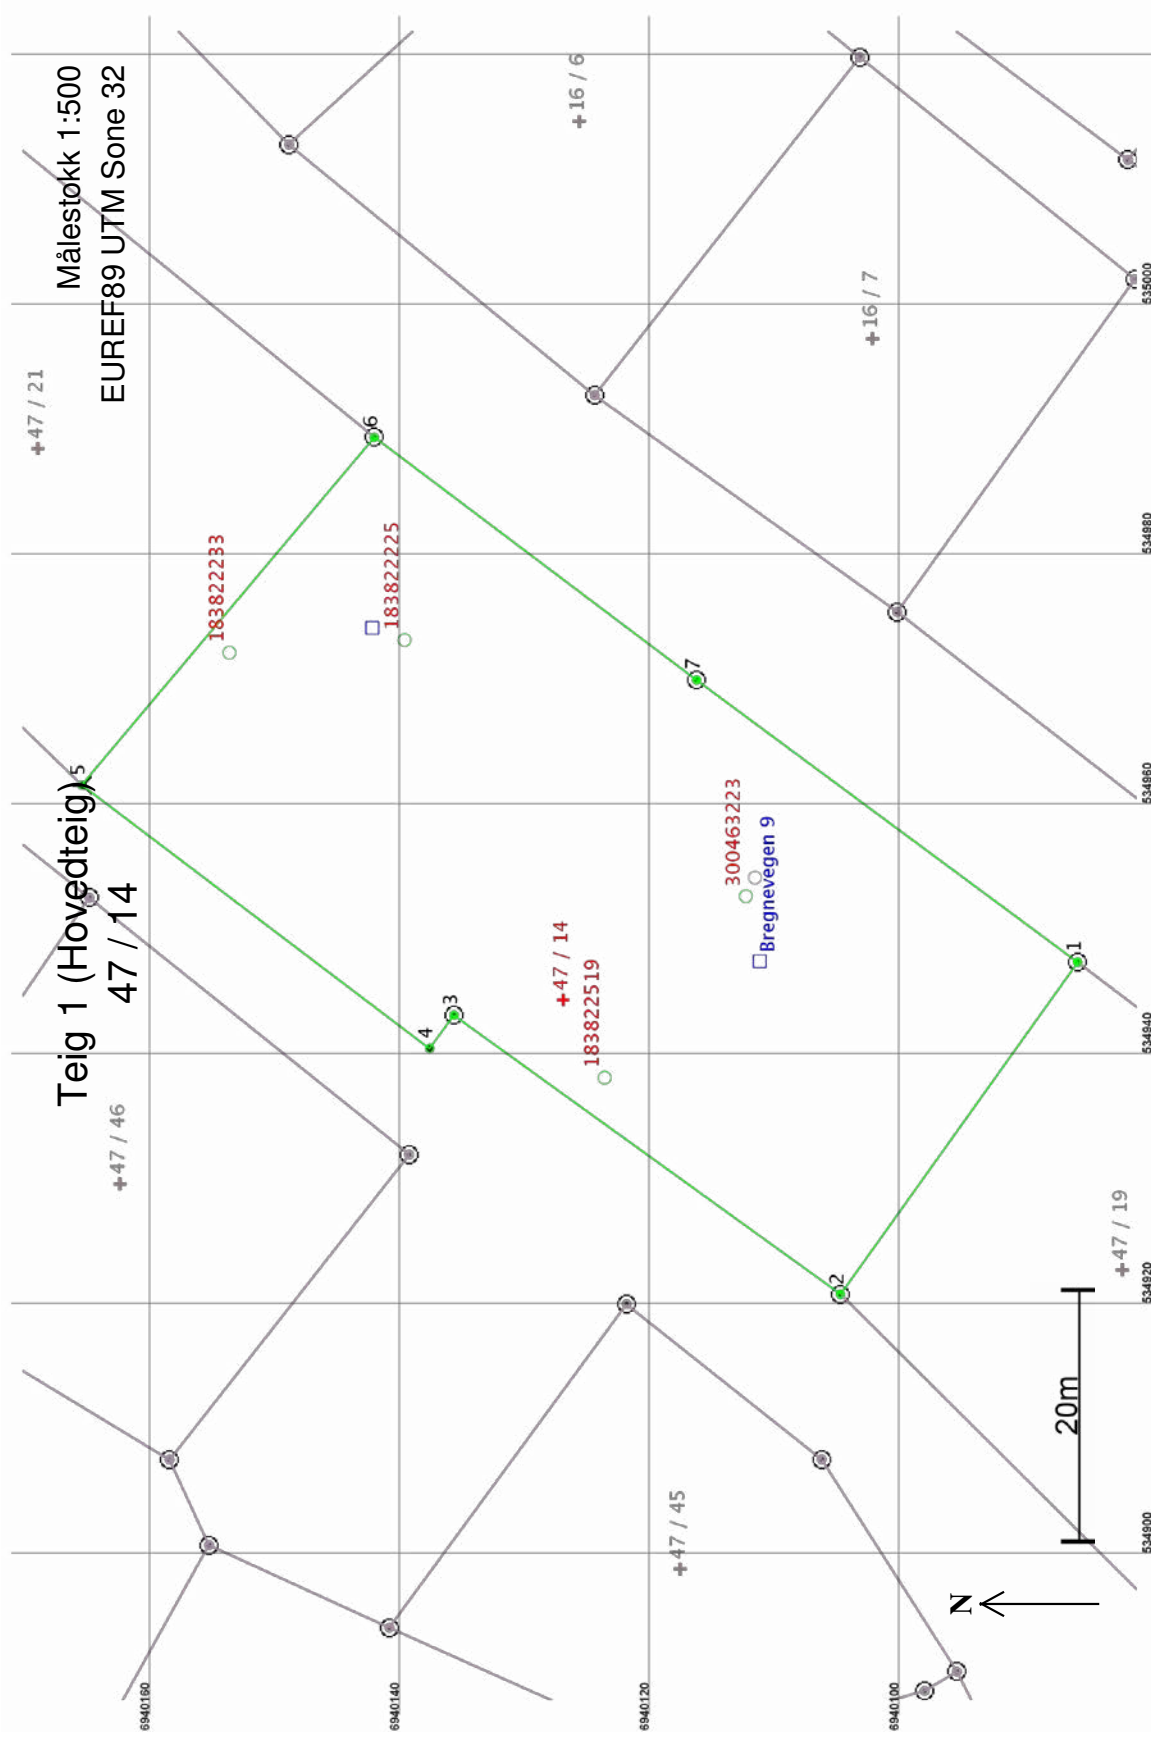 Teig 1 (Hovedteig)
47 / 14
Målestokk 1:500
EUREF89 UTM Sone 32
+47 / 21
+47 / 46
+16 / 6
+16 / 7
+47 / 45
+47 / 19
+47 / 14
183822233
183822225
183822519
300463223
Bregnevegen 9
5
6
4
3
7
2
1
20m
N
6940160
6940140
6940120
6940100
534900
534920
534940
534960
534980
535000